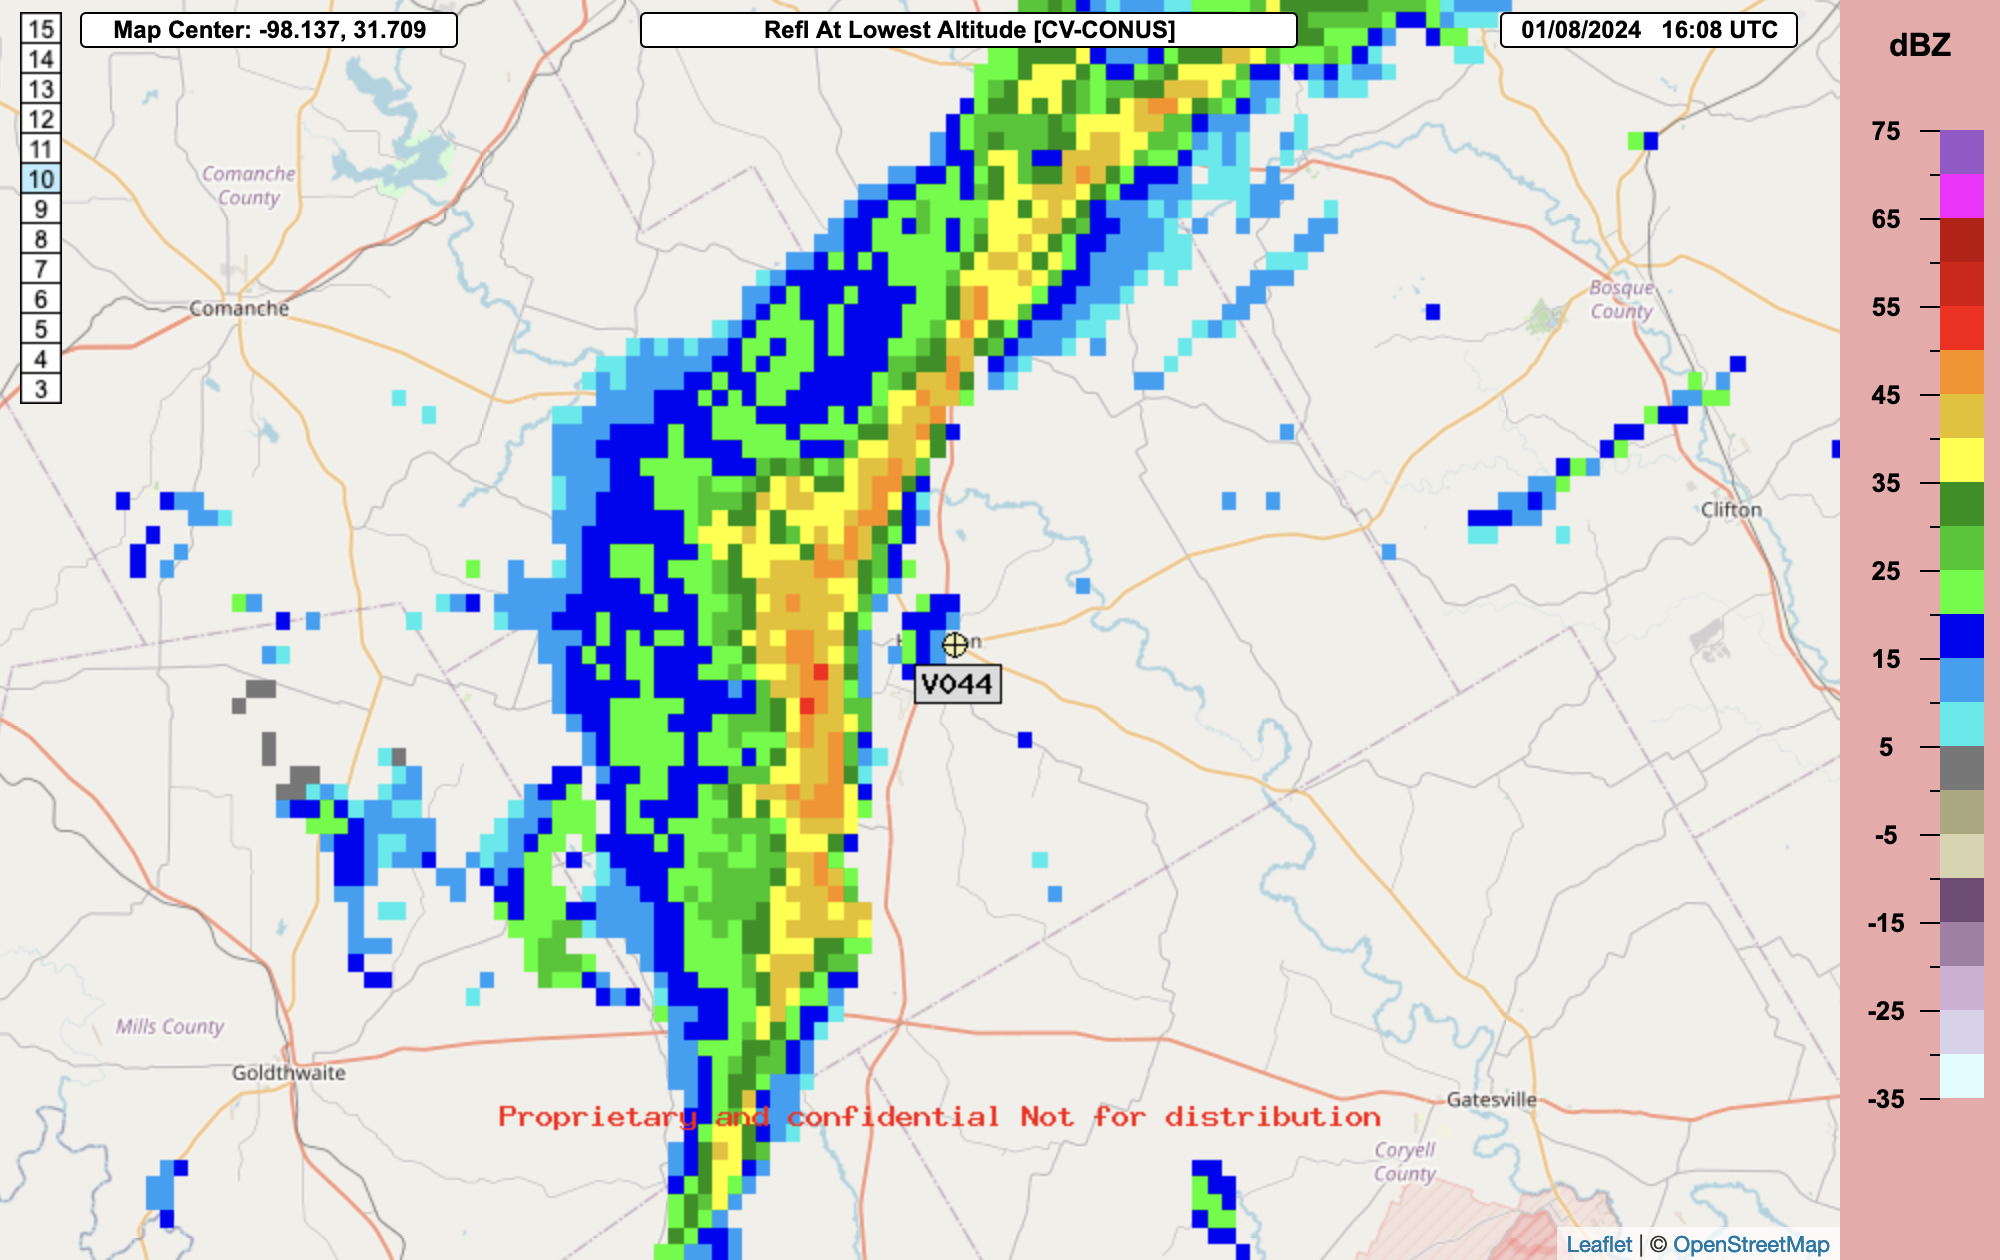 Map Center: -98.137, 31.709
Refl At Lowest Altitude [CV-CONUS]
01/08/2024 16:08 UTC
dBZ
15
14
13
12
11
10
9
8
7
6
5
4
3
75
65
55
45
35
25
15
5
-5
-15
-25
-35
Comanche
County
Comanche
Bosque
County
Clifton
V044
Mills County
Goldthwaite
Proprietary and confidential Not for distribution
Gatesville
Coryell
County
Leaflet | © OpenStreetMap